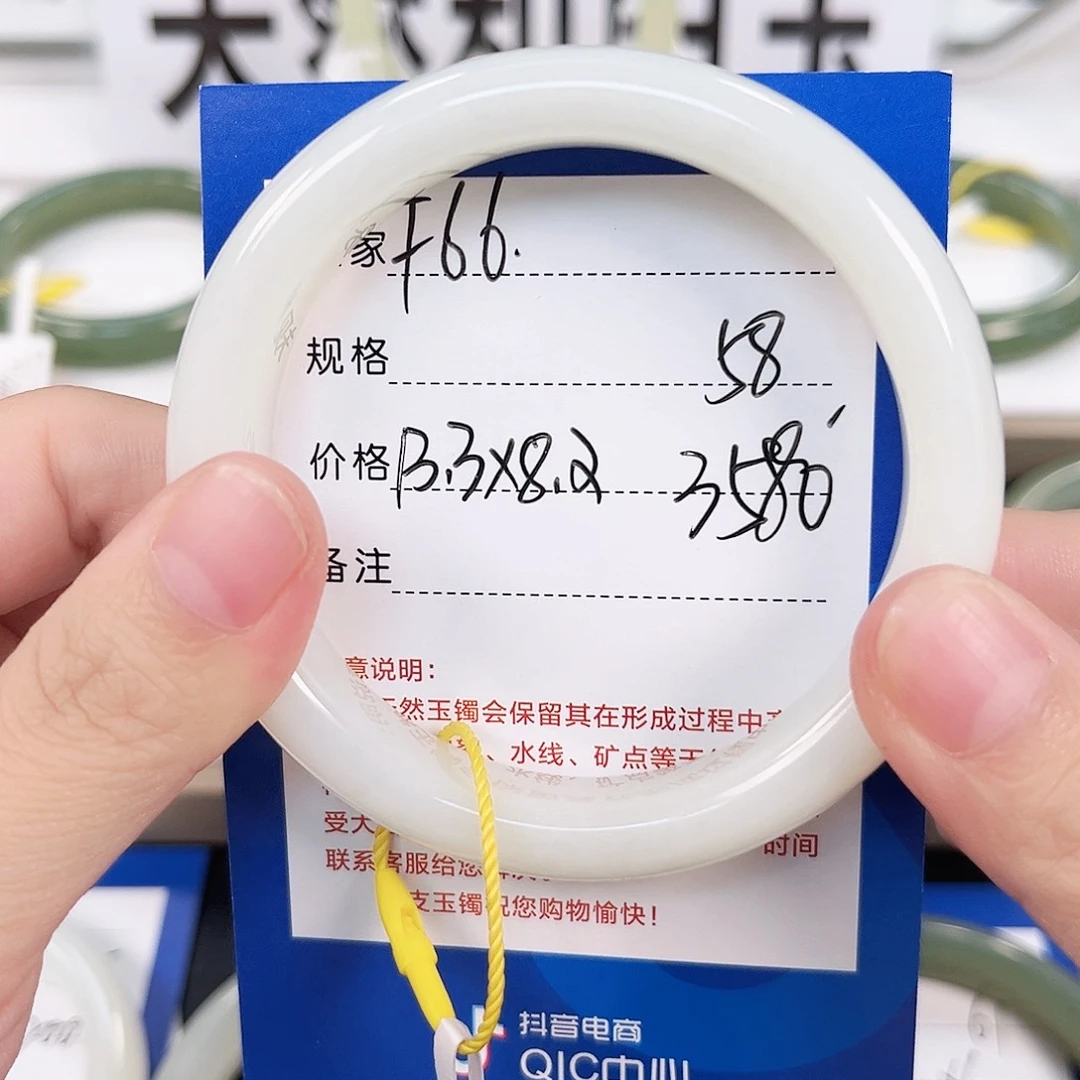 家 F66.
规格 58
价格 13.3X8.2 3580
备注
意说明：
天然玉镯会保留其在形成过程中
、水线、矿点等天
受大
时间
联系客服给您
支玉镯祝您购物愉快！
抖音电商
QIC中心